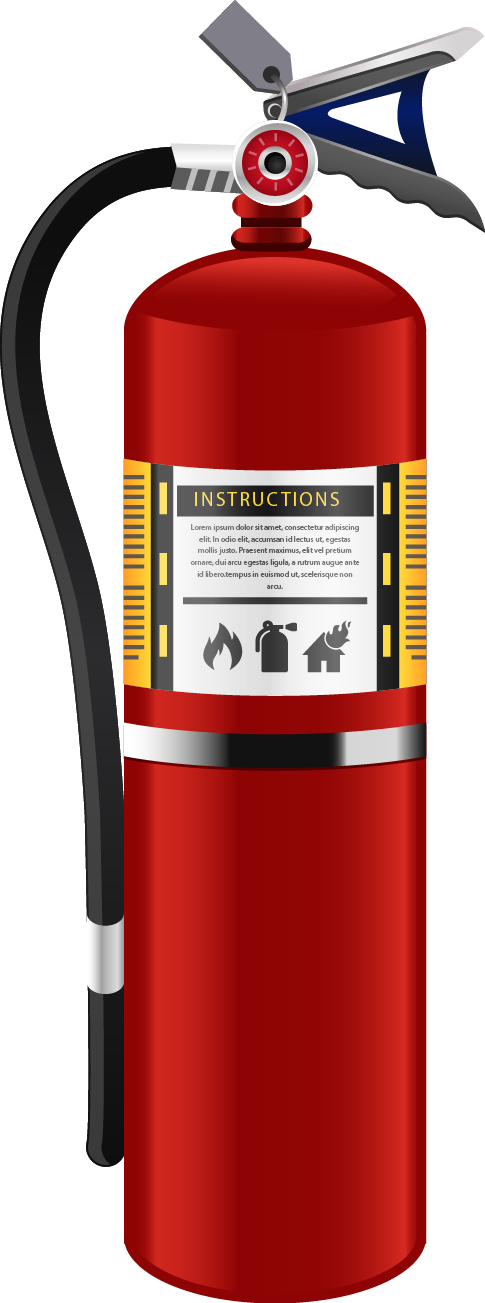 INSTRUCTIONS
Lorem ipsum dolor sit amet, consectetur adipiscing
elit. In odio elit, accumsan id lectus ut, egestas
mollis justo. Praesent maximus, elit vel pretium
ornare, dui arcu egestas ligula, a rutrum augue ante
id libero.tempus in euismod ut, scelerisque non
arcu.